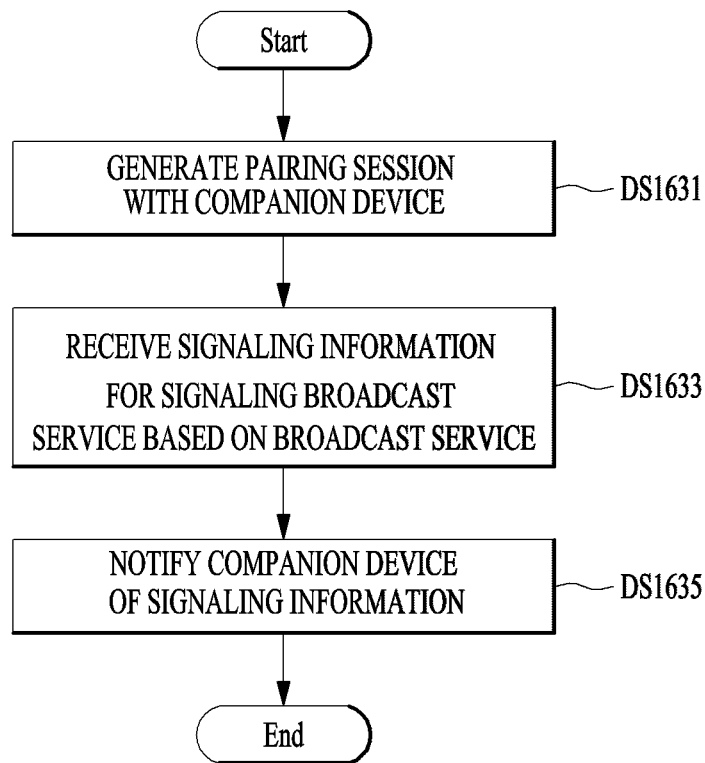 Start
GENERATE PAIRING SESSION
WITH COMPANION DEVICE
DS1631
RECEIVE SIGNALING INFORMATION
FOR SIGNALING BROADCAST
SERVICE BASED ON BROADCAST SERVICE
DS1633
NOTIFY COMPANION DEVICE
OF SIGNALING INFORMATION
DS1635
End